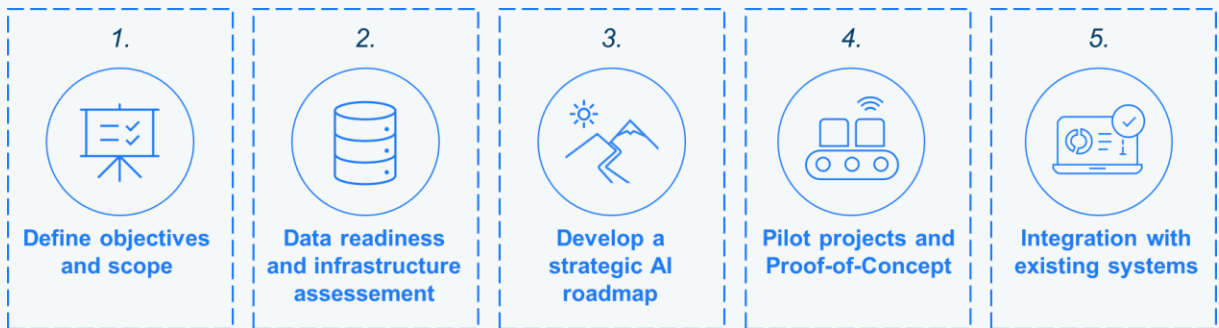 1.
Define objectives
and scope
2.
Data readiness
and infrastructure
assessement
3.
Develop a
strategic AI
roadmap
4.
Pilot projects and
Proof-of-Concept
5.
Integration with
existing systems